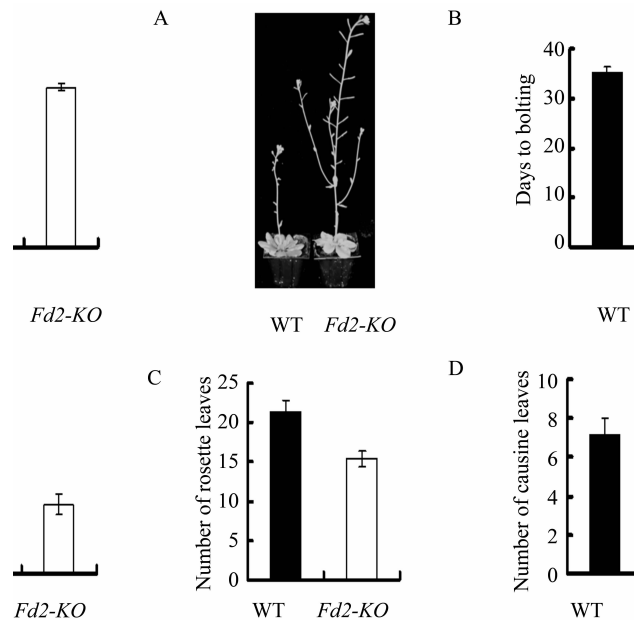 A
B
Days to bolting
40
30
20
10
0
Fd2-KO
WT Fd2-KO
WT
C
D
Number of rosette leaves
25
20
15
10
5
0
Number of causine leaves
10
8
6
4
2
0
Fd2-KO
WT Fd2-KO
WT